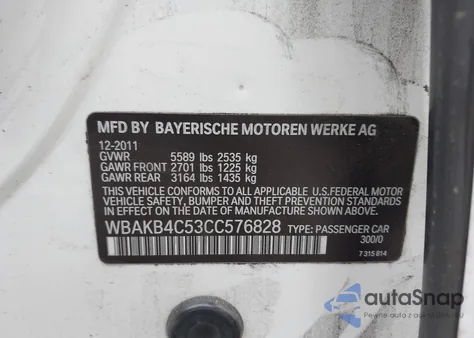 MFD BY BAYERISCHE MOTOREN WERKE AG
12-2011
GVWR 5589 lbs 2535 kg
GAWR FRONT 2701 lbs 1225 kg
GAWR REAR 3164 lbs 1435 kg
THIS VEHICLE CONFORMS TO ALL APPLICABLE U.S.FEDERAL MOTOR
VEHICLE SAFETY, BUMPER, AND THEFT PREVENTION STANDARDS
IN EFFECT ON THE DATE OF MANUFACTURE SHOWN ABOVE.
WBAKB4C53CC576828 TYPE: PASSENGER CAR
300/0
7 315 814
autoSnap